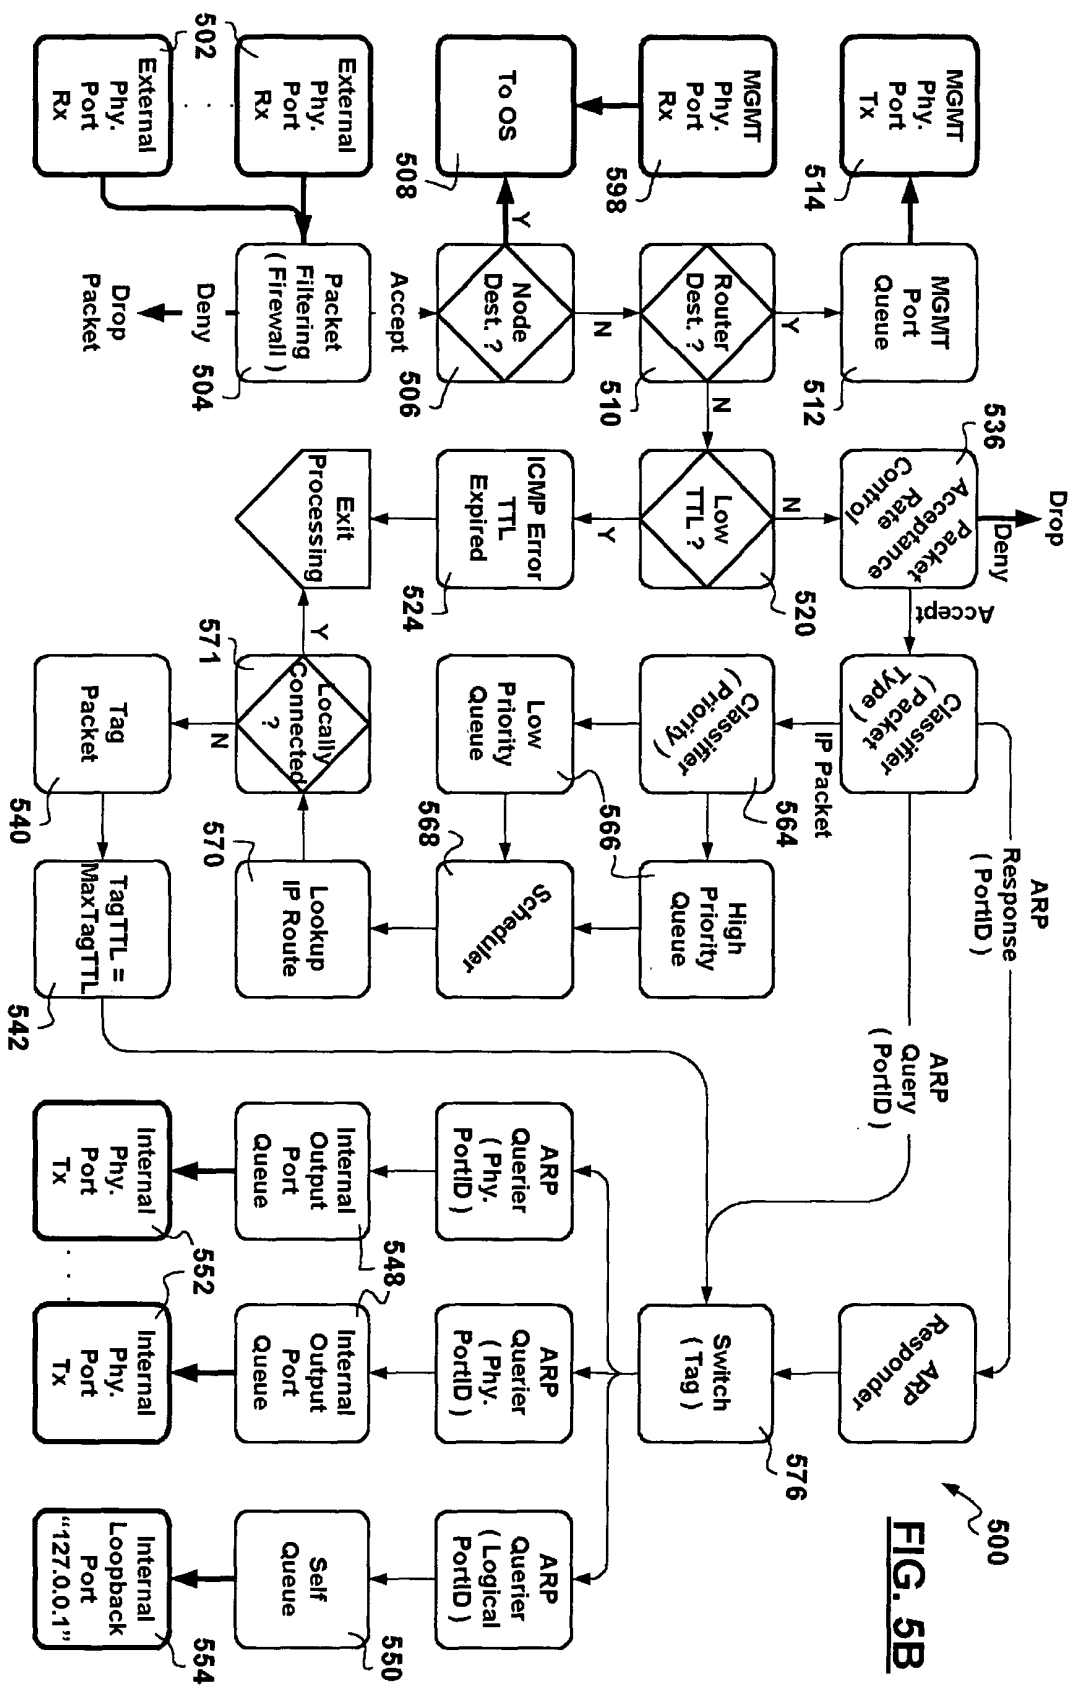 FIG. 5B
500
MGMT
Phy.
Port
Tx
514
MGMT
Port
Queue
512
Drop
Deny
Packet
Acceptance
Rate
Control
536
Accept
Classifier
( Packet
Type )
IP Packet
ARP
Response
( PortID )
ARP
Query
( PortID )
ARP
Responder
MGMT
Phy.
Port
Rx
598
Router
Dest. ?
510
Y
N
Low
TTL ?
520
N
Y
Classifier
( Priority )
564
High
Priority
Queue
566
Switch
( Tag )
576
To OS
508
Y
Node
Dest. ?
506
N
ICMP Error
TTL
Expired
524
Low
Priority
Queue
Scheduler
568
ARP
Querier
( Phy.
PortID )
ARP
Querier
( Phy.
PortID )
ARP
Querier
( Logical
PortID )
External
Phy.
Port
Rx
502
Accept
Packet
Filtering
( Firewall )
504
Deny
Drop
Packet
Exit
Processing
Y
Locally
Connected
?
571
N
Lookup
IP Route
570
Internal
Output
Port
Queue
548
Internal
Output
Port
Queue
Self
Queue
550
External
Phy.
Port
Rx
Tag
Packet
540
TagTTL =
MaxTagTTL
542
Internal
Phy.
Port
Tx
552
Internal
Phy.
Port
Tx
Internal
Loopback
Port
“127.0.0.1”
554